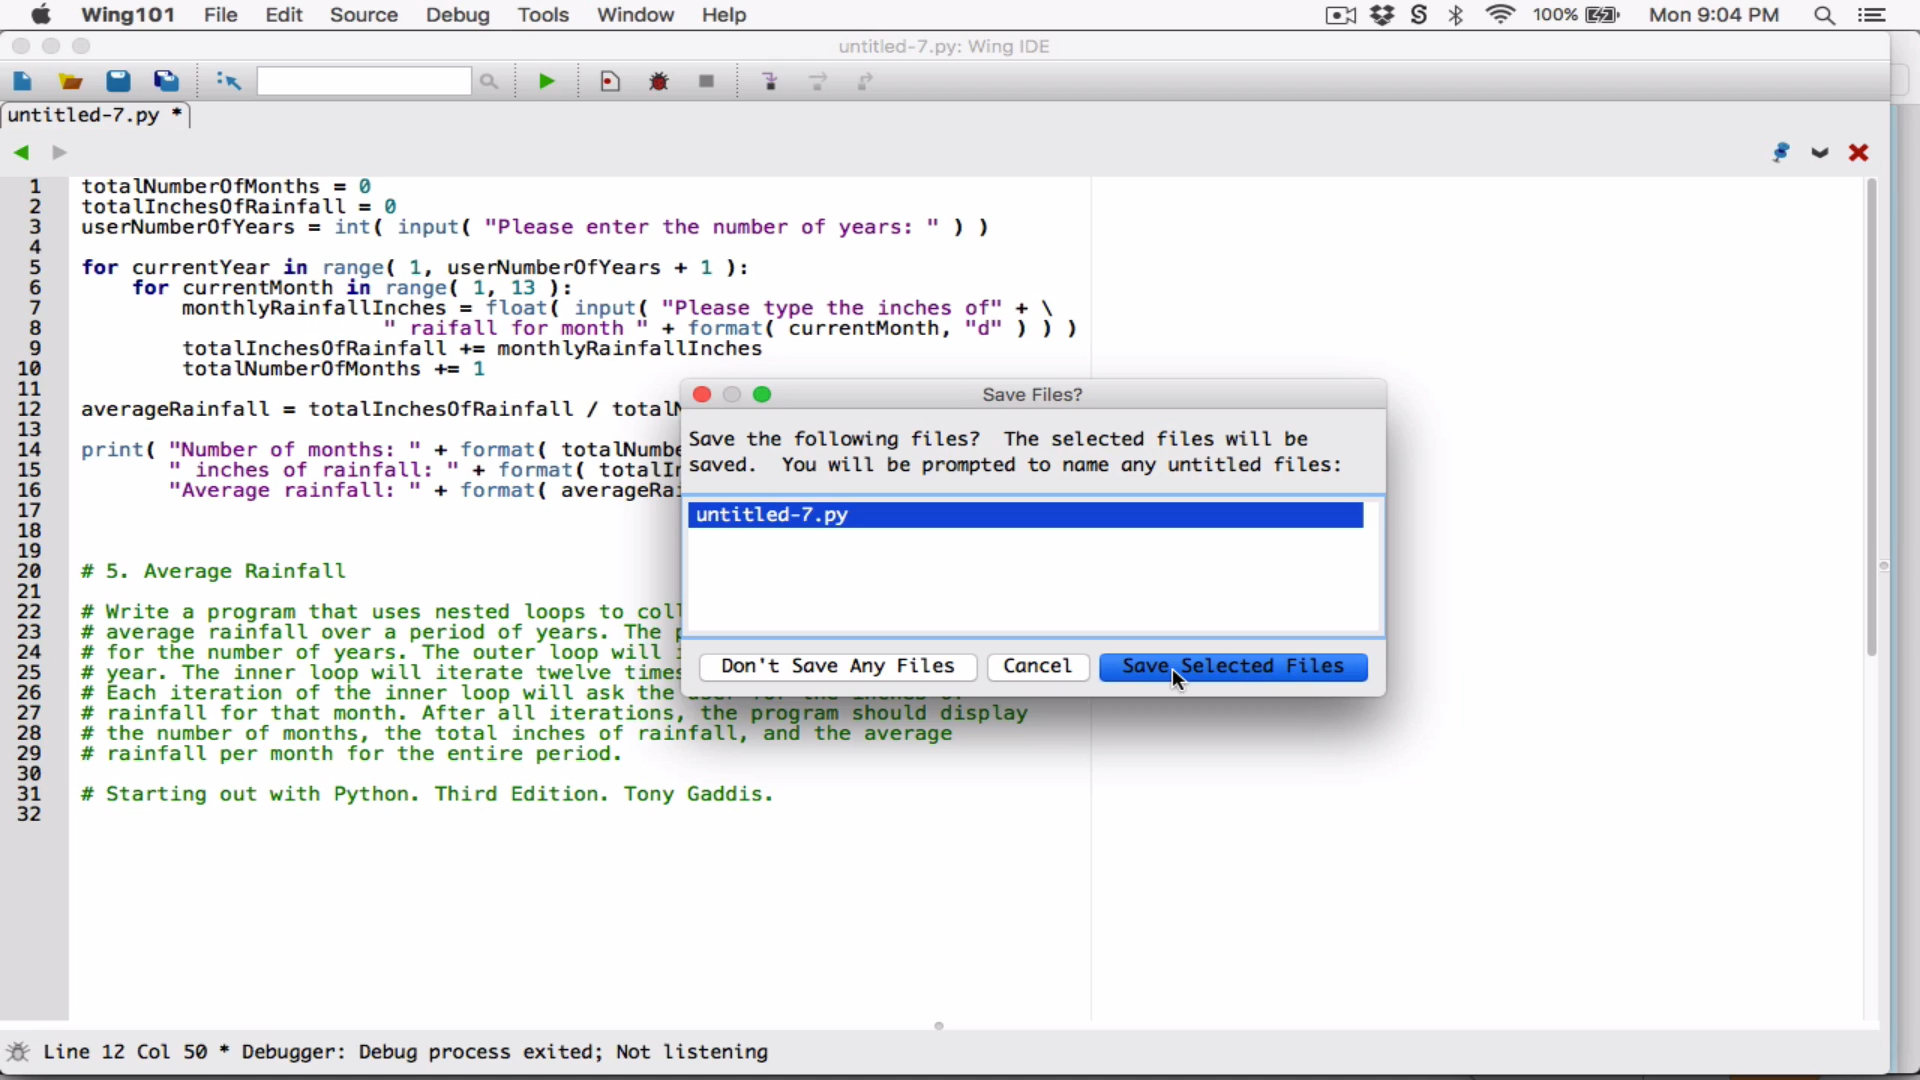 Wing101 File Edit Source Debug Tools Window Help 100% Mon 9:04 PM
untitled-7.py: Wing IDE
untitled-7.py *
1 totalNumberOfMonths = 0
2 totalInchesOfRainfall = 0
3 userNumberOfYears = int( input( "Please enter the number of years: " ) )
4
5 for currentYear in range( 1, userNumberOfYears + 1 ):
6 for currentMonth in range( 1, 13 ):
7 monthlyRainfallInches = float( input( "Please type the inches of" + \
8 " raifall for month " + format( currentMonth, "d" ) ) )
9 totalInchesOfRainfall += monthlyRainfallInches
10 totalNumberOfMonths += 1
11
12 averageRainfall = totalInchesOfRainfall / totalN
13
14 print( "Number of months: " + format( totalNumbe
15 " inches of rainfall: " + format( totalIn
16 "Average rainfall: " + format( averageRai
17
18
19
20 # 5. Average Rainfall
21
22 # Write a program that uses nested loops to coll
23 # average rainfall over a period of years. The p
24 # for the number of years. The outer loop will i
25 # year. The inner loop will iterate twelve times
26 # Each iteration of the inner loop will ask the user for the inches of
27 # rainfall for that month. After all iterations, the program should display
28 # the number of months, the total inches of rainfall, and the average
29 # rainfall per month for the entire period.
30
31 # Starting out with Python. Third Edition. Tony Gaddis.
32
Save Files?
Save the following files? The selected files will be
saved. You will be prompted to name any untitled files:
untitled-7.py
Don't Save Any Files Cancel Save Selected Files
Line 12 Col 50 * Debugger: Debug process exited; Not listening